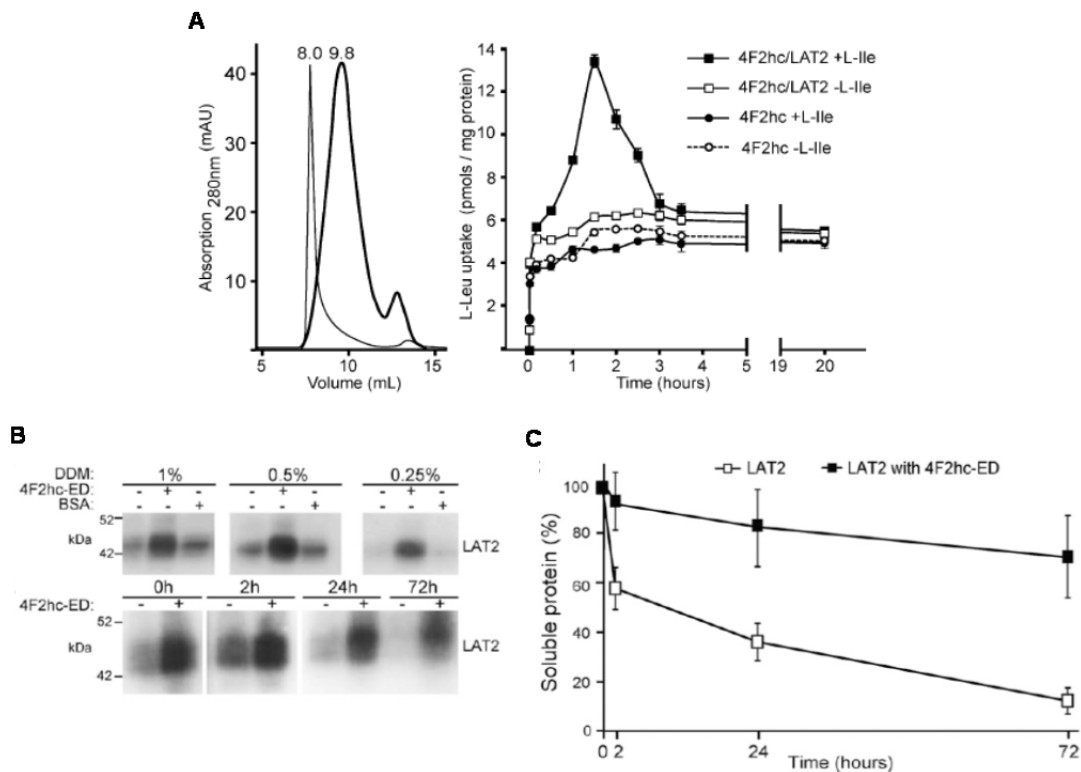 A
8.0 9.8
40
30
20
10
Absorption 280nm (mAU)
5 10 15
Volume (mL)
14
12
10
8
6
4
2
L-Leu uptake (pmols / mg protein)
0 1 2 3 4 5 19 20
Time (hours)
4F2hc/LAT2 +L-Ile
4F2hc/LAT2 -L-Ile
4F2hc +L-Ile
4F2hc -L-Ile
B
DDM: 1% 0.5% 0.25%
4F2hc-ED: - + - - + - - + -
BSA: - - + - - + - - +
52
kDa
42
LAT2
0h 2h 24h 72h
4F2hc-ED: - + - + - + - +
52
kDa
42
LAT2
C
LAT2 LAT2 with 4F2hc-ED
100
80
60
40
20
0
Soluble protein (%)
0 2 24 72
Time (hours)